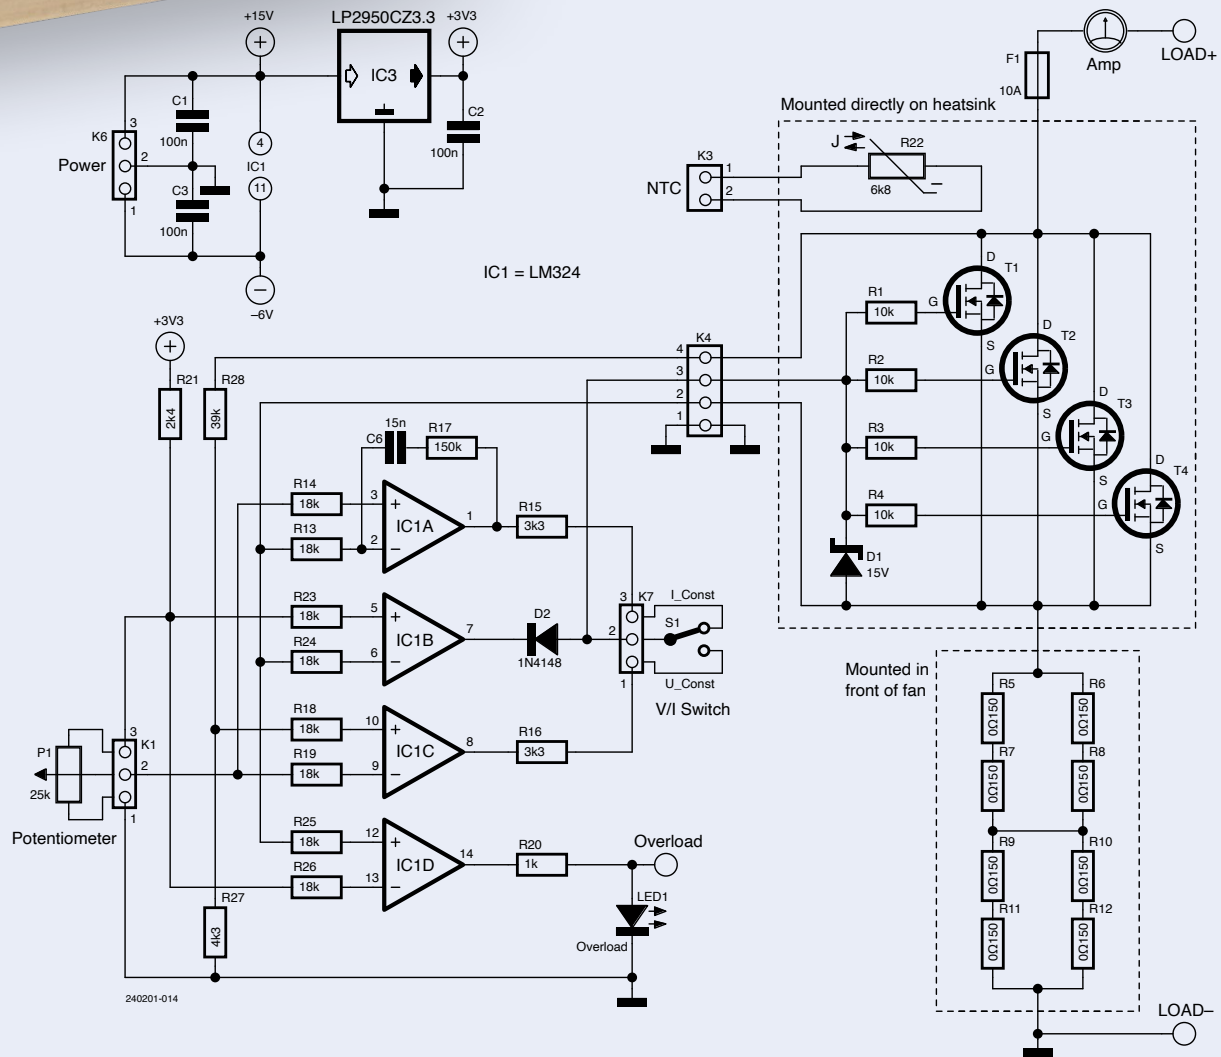 +15V
LP2950CZ3.3
+3V3
IC3
C1
100n
K6
3
2
1
Power
C3
100n
4
IC1
11
C2
100n
–6V
IC1 = LM324
F1
10A
Amp
LOAD+
Mounted directly on heatsink
J
R22
6k8
K3
1
2
NTC
D
T1
G
S
R1
10k
D
T2
G
S
R2
10k
D
T3
G
S
R3
10k
D
T4
G
S
R4
10k
D1
15V
K4
4
3
2
1
+3V3
R21
2k4
R28
39k
C6
15n
R17
150k
R14
18k
3
+
IC1A
1
R13
18k
2
–
R15
3k3
R23
18k
5
+
IC1B
7
R24
18k
6
–
D2
1N4148
3
K7
2
1
I_Const
S1
U_Const
V/I Switch
R18
18k
10
+
IC1C
8
R19
18k
9
–
R16
3k3
P1
25k
3
K1
2
1
Potentiometer
R25
18k
12
+
IC1D
14
R26
18k
13
–
R20
1k
Overload
LED1
Overload
R27
4k3
240201-014
Mounted in
front of fan
R5
0Ω150
R6
0Ω150
R7
0Ω150
R8
0Ω150
R9
0Ω150
R10
0Ω150
R11
0Ω150
R12
0Ω150
LOAD–